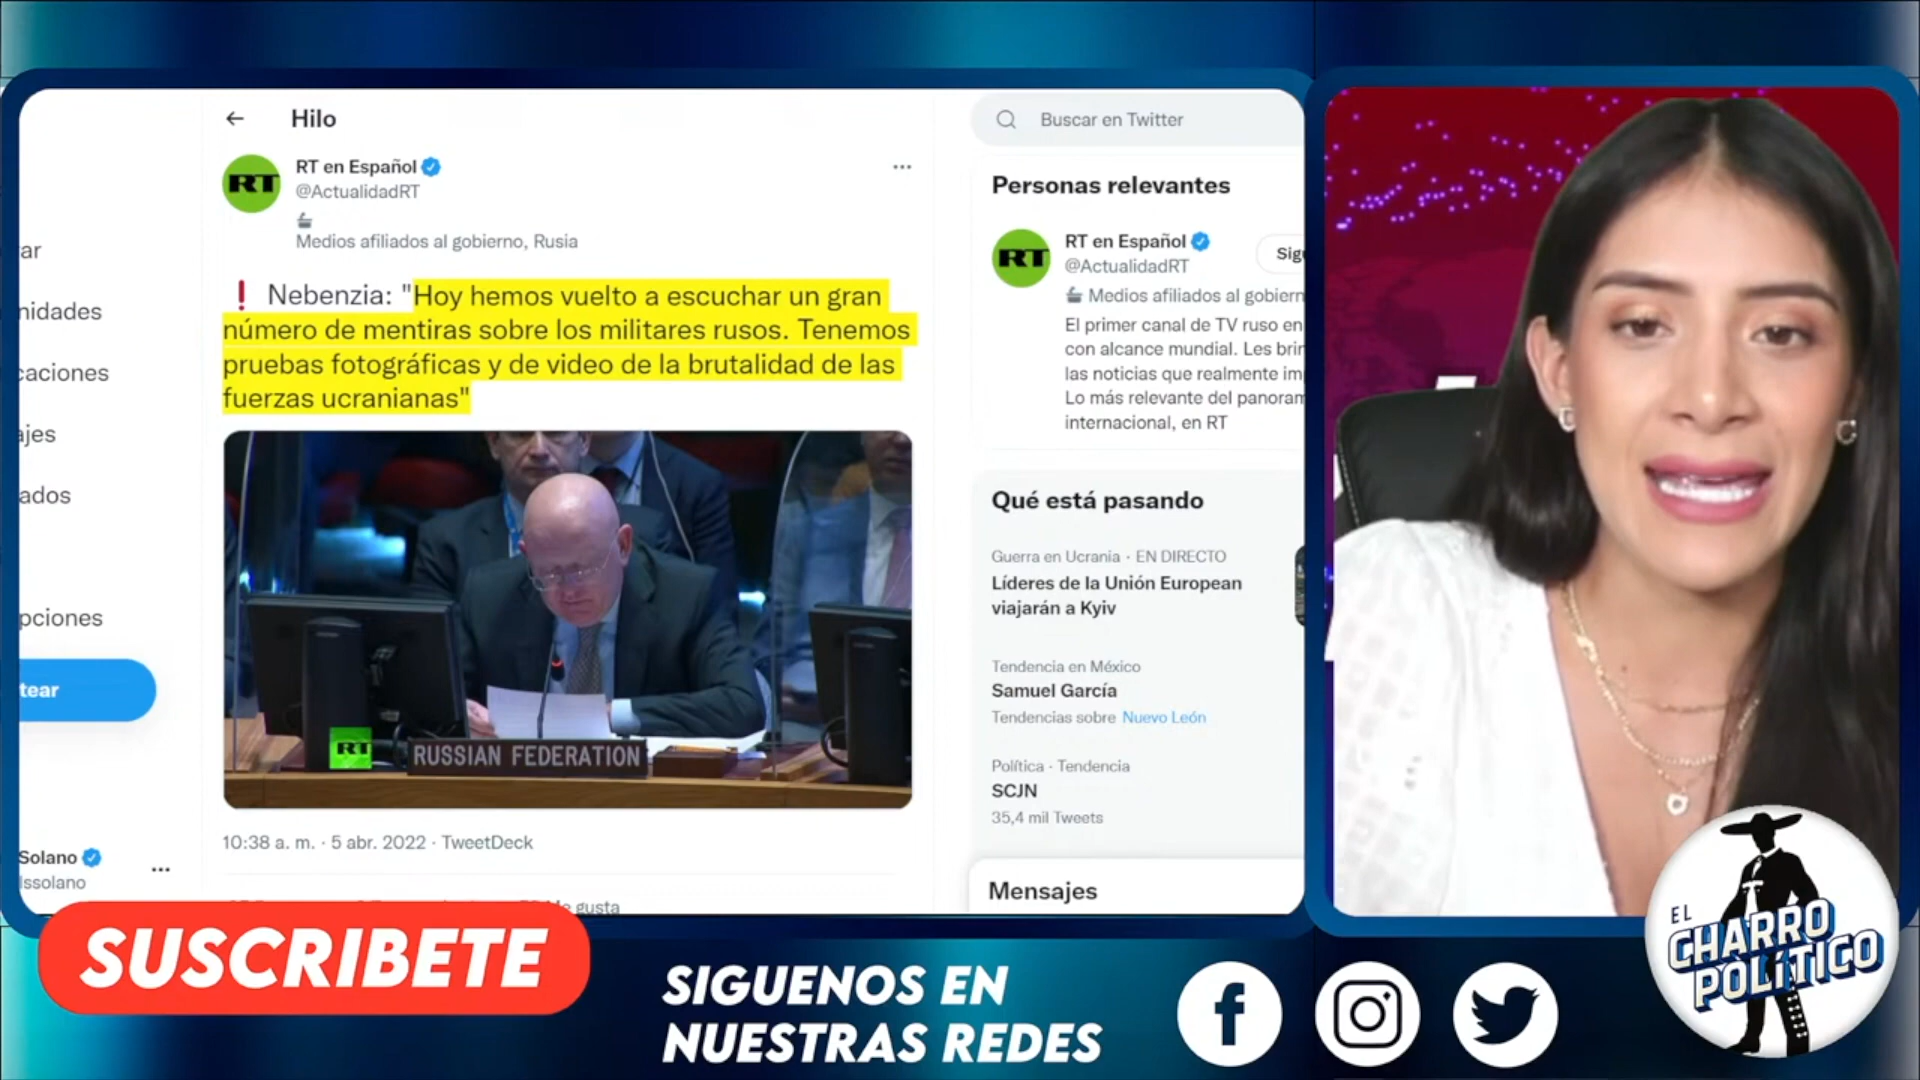 Hilo
Buscar en Twitter
RT
RT en Español
@ActualidadRT
Medios afiliados al gobierno, Rusia
❗ Nebenzia: "Hoy hemos vuelto a escuchar un gran
número de mentiras sobre los militares rusos. Tenemos
pruebas fotográficas y de video de la brutalidad de las
fuerzas ucranianas"
RT
RUSSIAN FEDERATION
10:38 a. m. · 5 abr. 2022 · TweetDeck
gusta
ar
nidades
caciones
ajes
ados
pciones
tear
Solano
lssolano
Personas relevantes
RT
RT en Español
@ActualidadRT
Sigu
Medios afiliados al gobiern
El primer canal de TV ruso en
con alcance mundial. Les brin
las noticias que realmente im
Lo más relevante del panoram
internacional, en RT
Qué está pasando
Guerra en Ucrania · EN DIRECTO
Líderes de la Unión European
viajarán a Kyiv
Tendencia en México
Samuel García
Tendencias sobre Nuevo León
Política · Tendencia
SCJN
35,4 mil Tweets
Mensajes
SUSCRIBETE
SIGUENOS EN
NUESTRAS REDES
EL
CHARRO
POLÍTICO